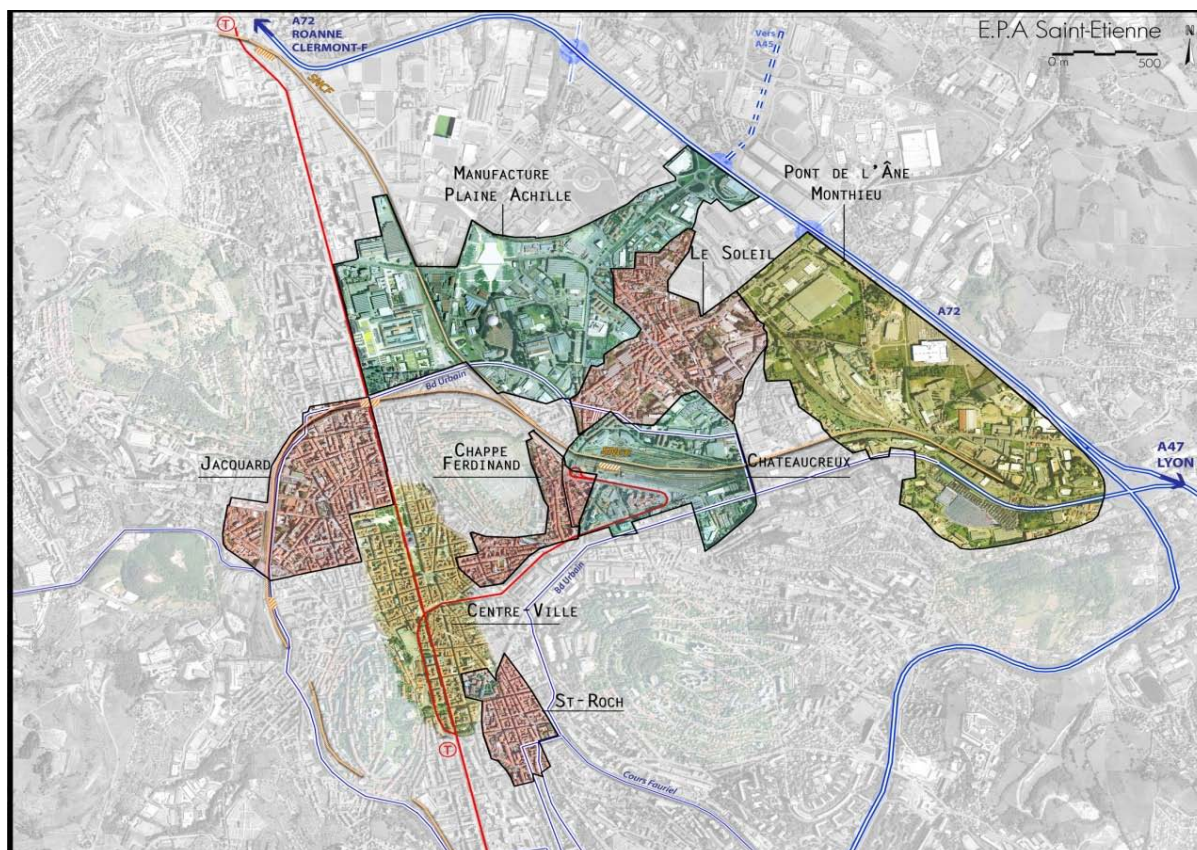 T
A72
ROANNE
CLERMONT-F
Vers
A45
E.P.A Saint-Etienne
N
0 m 500
SNCF
MANUFACTURE
PLAINE ACHILLE
PONT DE L'ÂNE
MONTHIEU
LE SOLEIL
A72
Bd Urbain
JACQUARD
CHAPPE
FERDINAND
SNCF
CHATEAUCREUX
A47
LYON
Bd Urbain
CENTRE-VILLE
ST-ROCH
T
Cours Fauriel